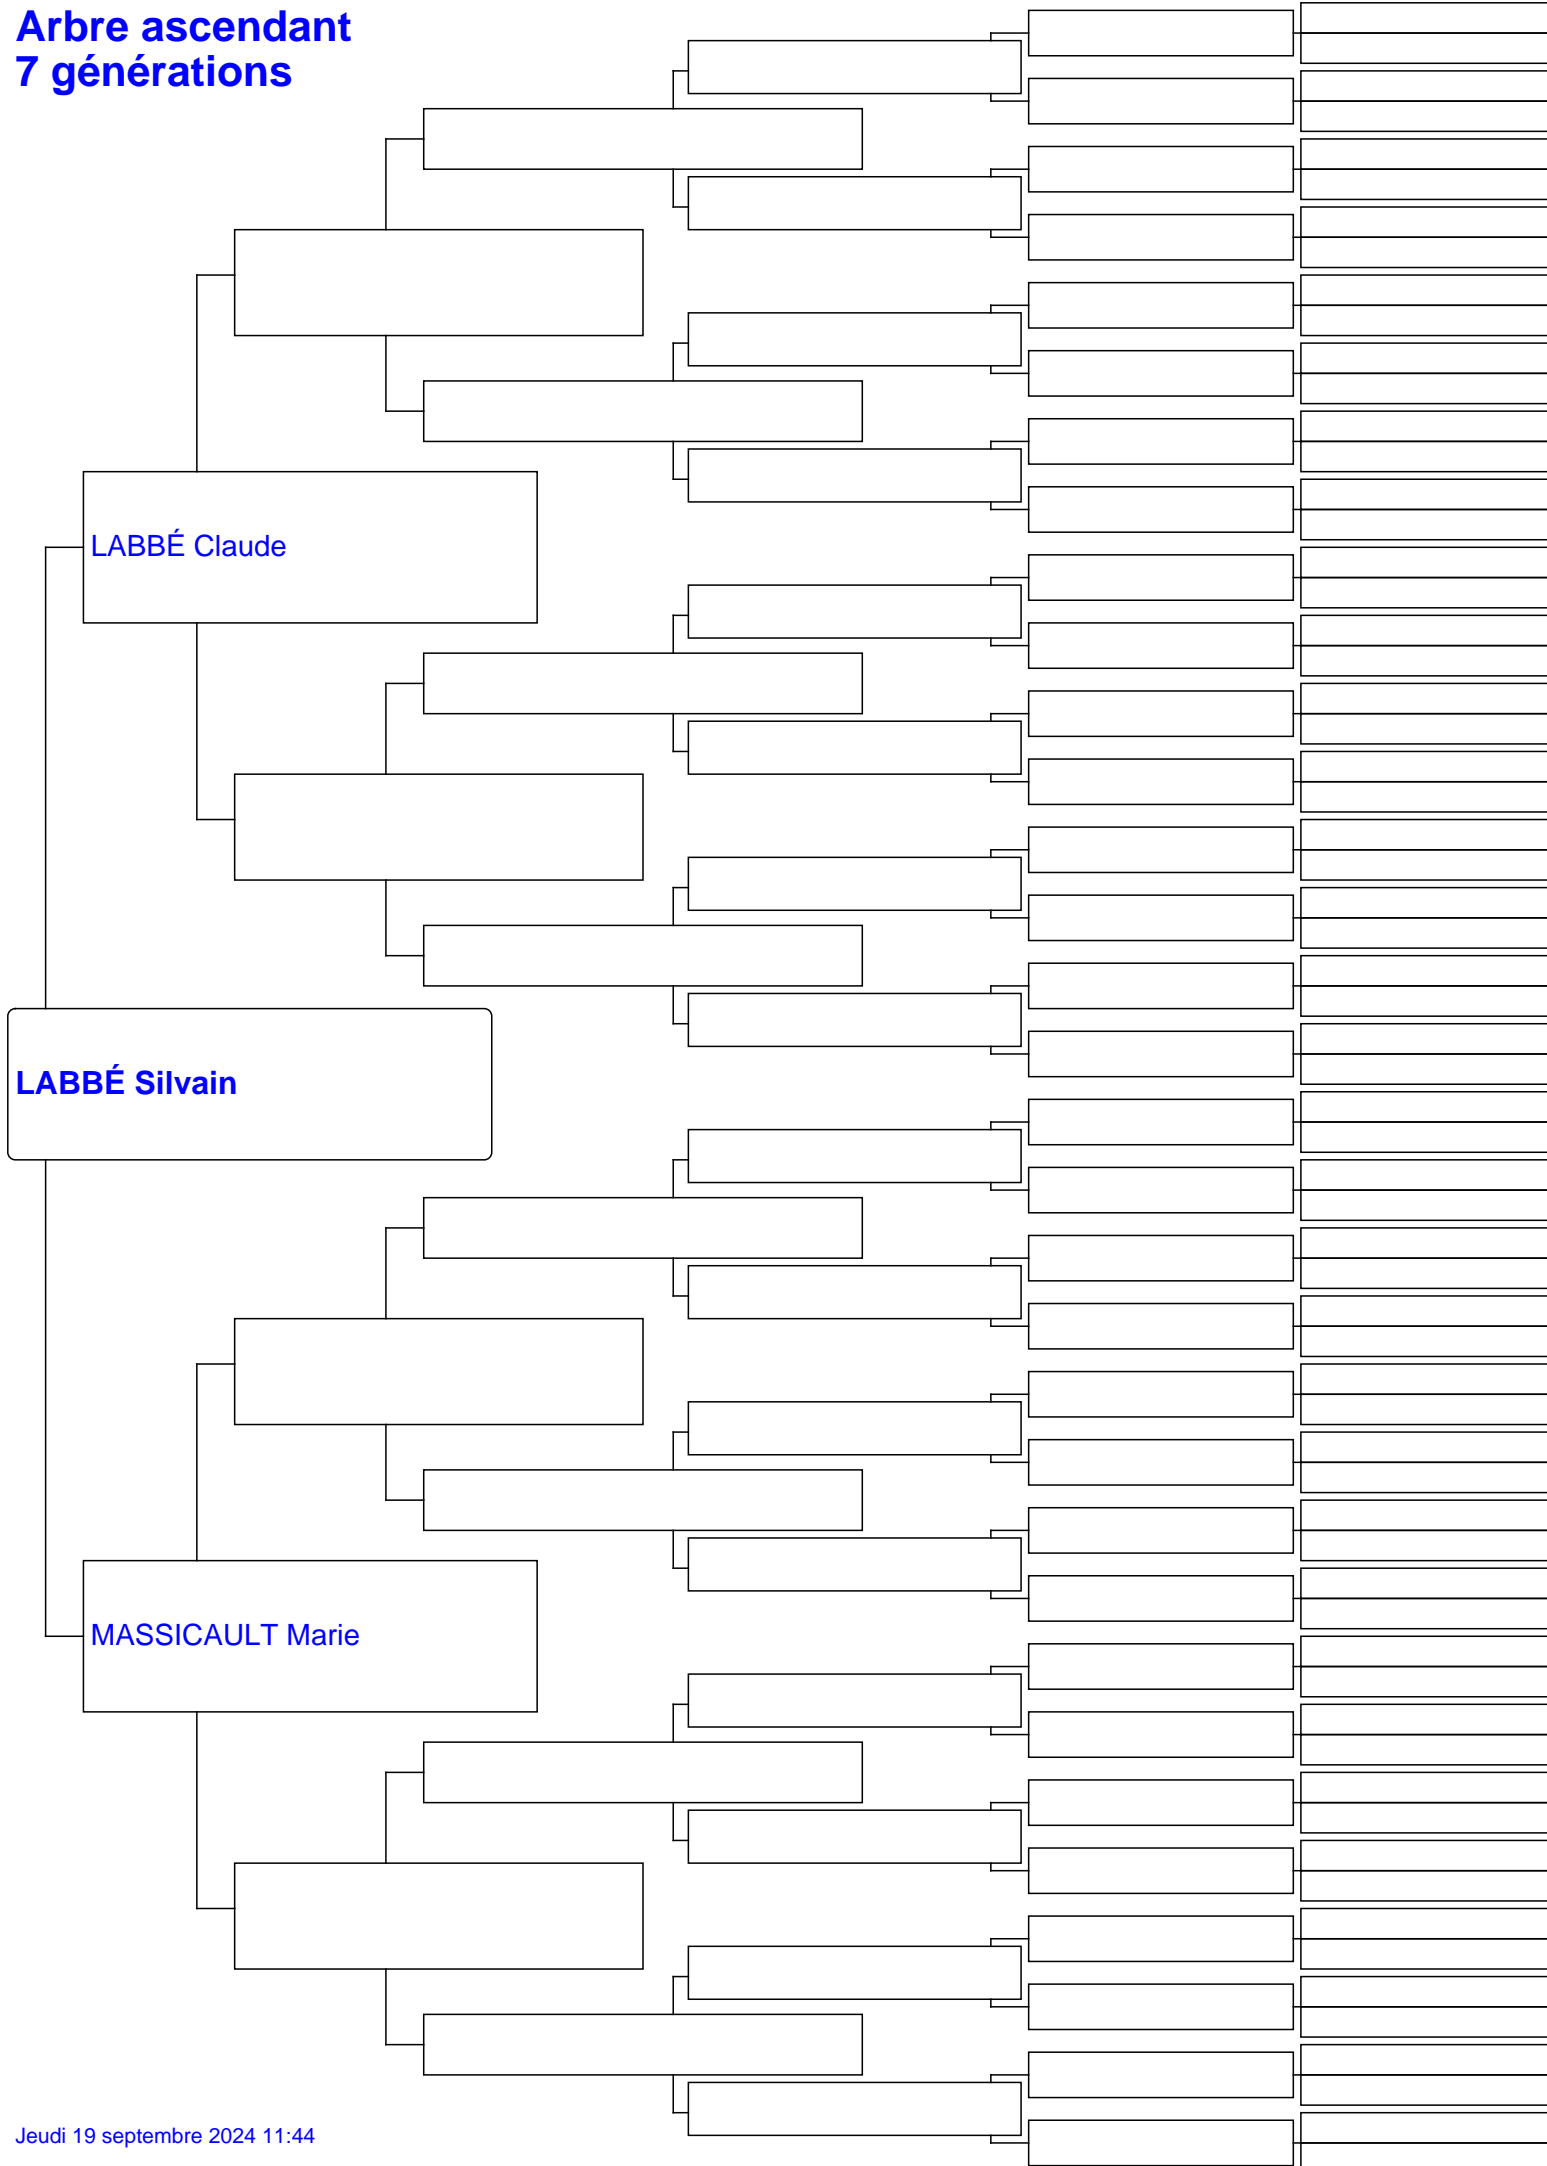 Arbre ascendant
7 générations
LABBÉ Claude
LABBÉ Silvain
MASSICAULT Marie
Jeudi 19 septembre 2024 11:44